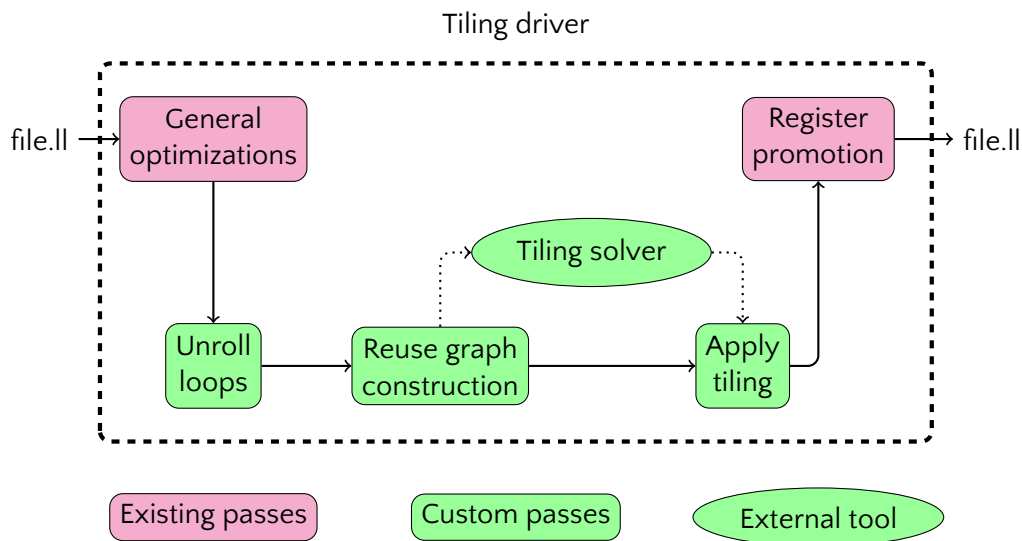 Tiling driver
file.ll
General
optimizations
Register
promotion
file.ll
Tiling solver
Unroll
loops
Reuse graph
construction
Apply
tiling
Existing passes
Custom passes
External tool